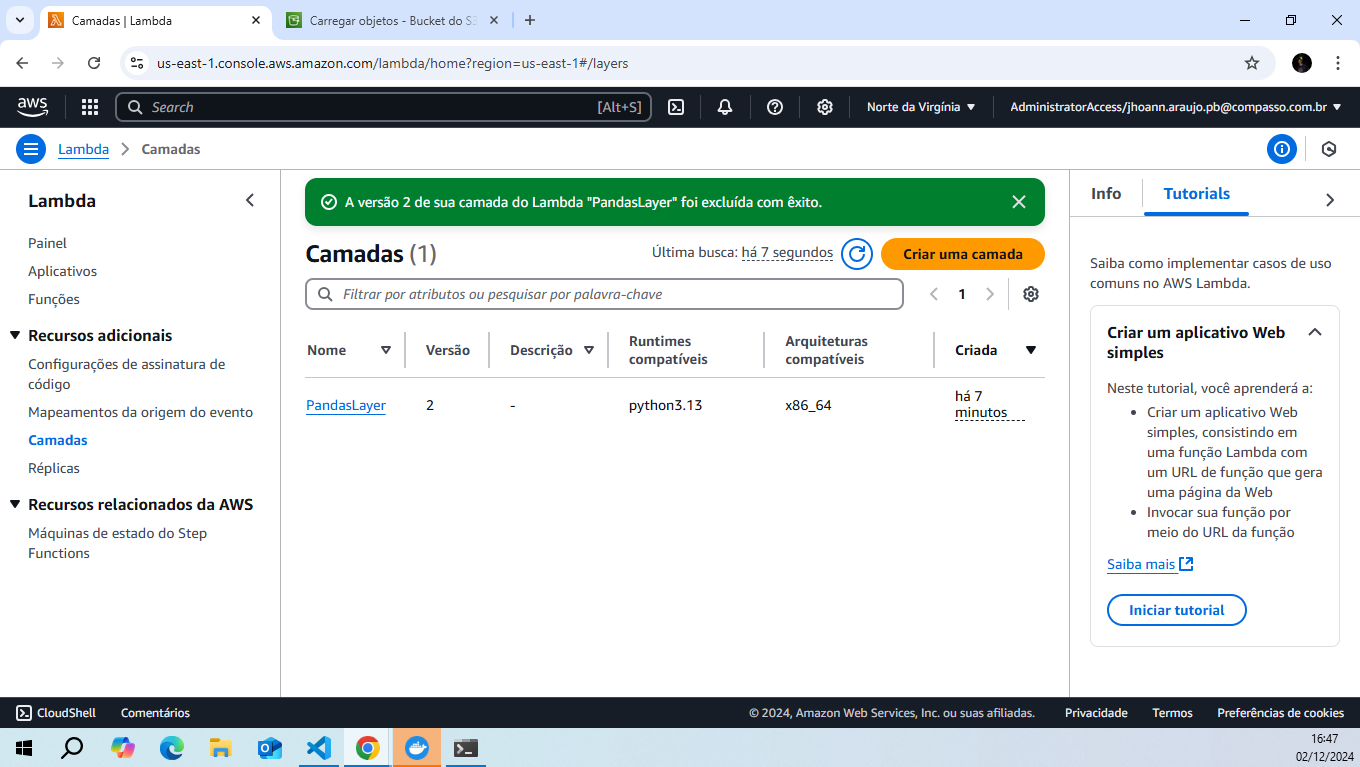 Camadas | Lambda
Carregar objetos - Bucket do S3
us-east-1.console.aws.amazon.com/lambda/home?region=us-east-1#/layers
aws
Search
[Alt+S]
Norte da Virgínia
AdministratorAccess/jhoann.araujo.pb@compasso.com.br
Lambda
Camadas
Lambda
Painel
Aplicativos
Funções
Recursos adicionais
Configurações de assinatura de
código
Mapeamentos da origem do evento
Camadas
Réplicas
Recursos relacionados da AWS
Máquinas de estado do Step
Functions
A versão 2 de sua camada do Lambda "PandasLayer" foi excluída com êxito.
Camadas (1)
Última busca: há 7 segundos
Criar uma camada
Filtrar por atributos ou pesquisar por palavra-chave
1
Nome
Versão
Descrição
Runtimes
compatíveis
Arquiteturas
compatíveis
Criada
PandasLayer
2
-
python3.13
x86_64
há 7
minutos
Info
Tutorials
Saiba como implementar casos de uso
comuns no AWS Lambda.
Criar um aplicativo Web
simples
Neste tutorial, você aprenderá a:
• Criar um aplicativo Web
simples, consistindo em
uma função Lambda com
um URL de função que gera
uma página da Web
• Invocar sua função por
meio do URL da função
Saiba mais
Iniciar tutorial
CloudShell
Comentários
© 2024, Amazon Web Services, Inc. ou suas afiliadas.
Privacidade
Termos
Preferências de cookies
16:47
02/12/2024